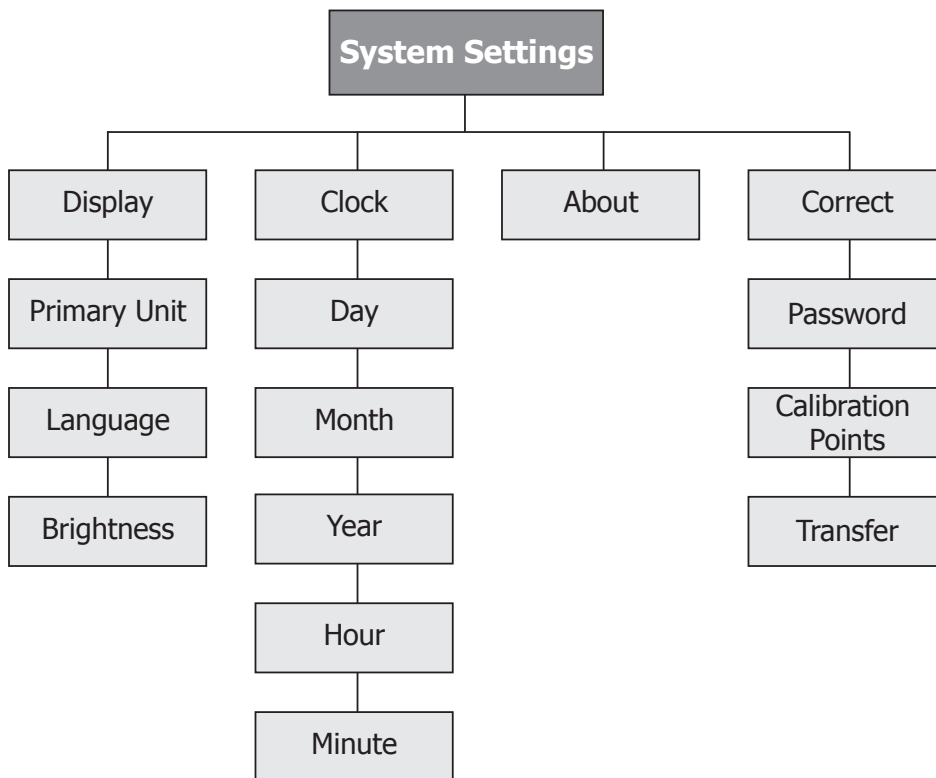 System Settings
Display
Clock
About
Correct
Primary Unit
Day
Password
Language
Month
Calibration
Points
Brightness
Year
Transfer
Hour
Minute